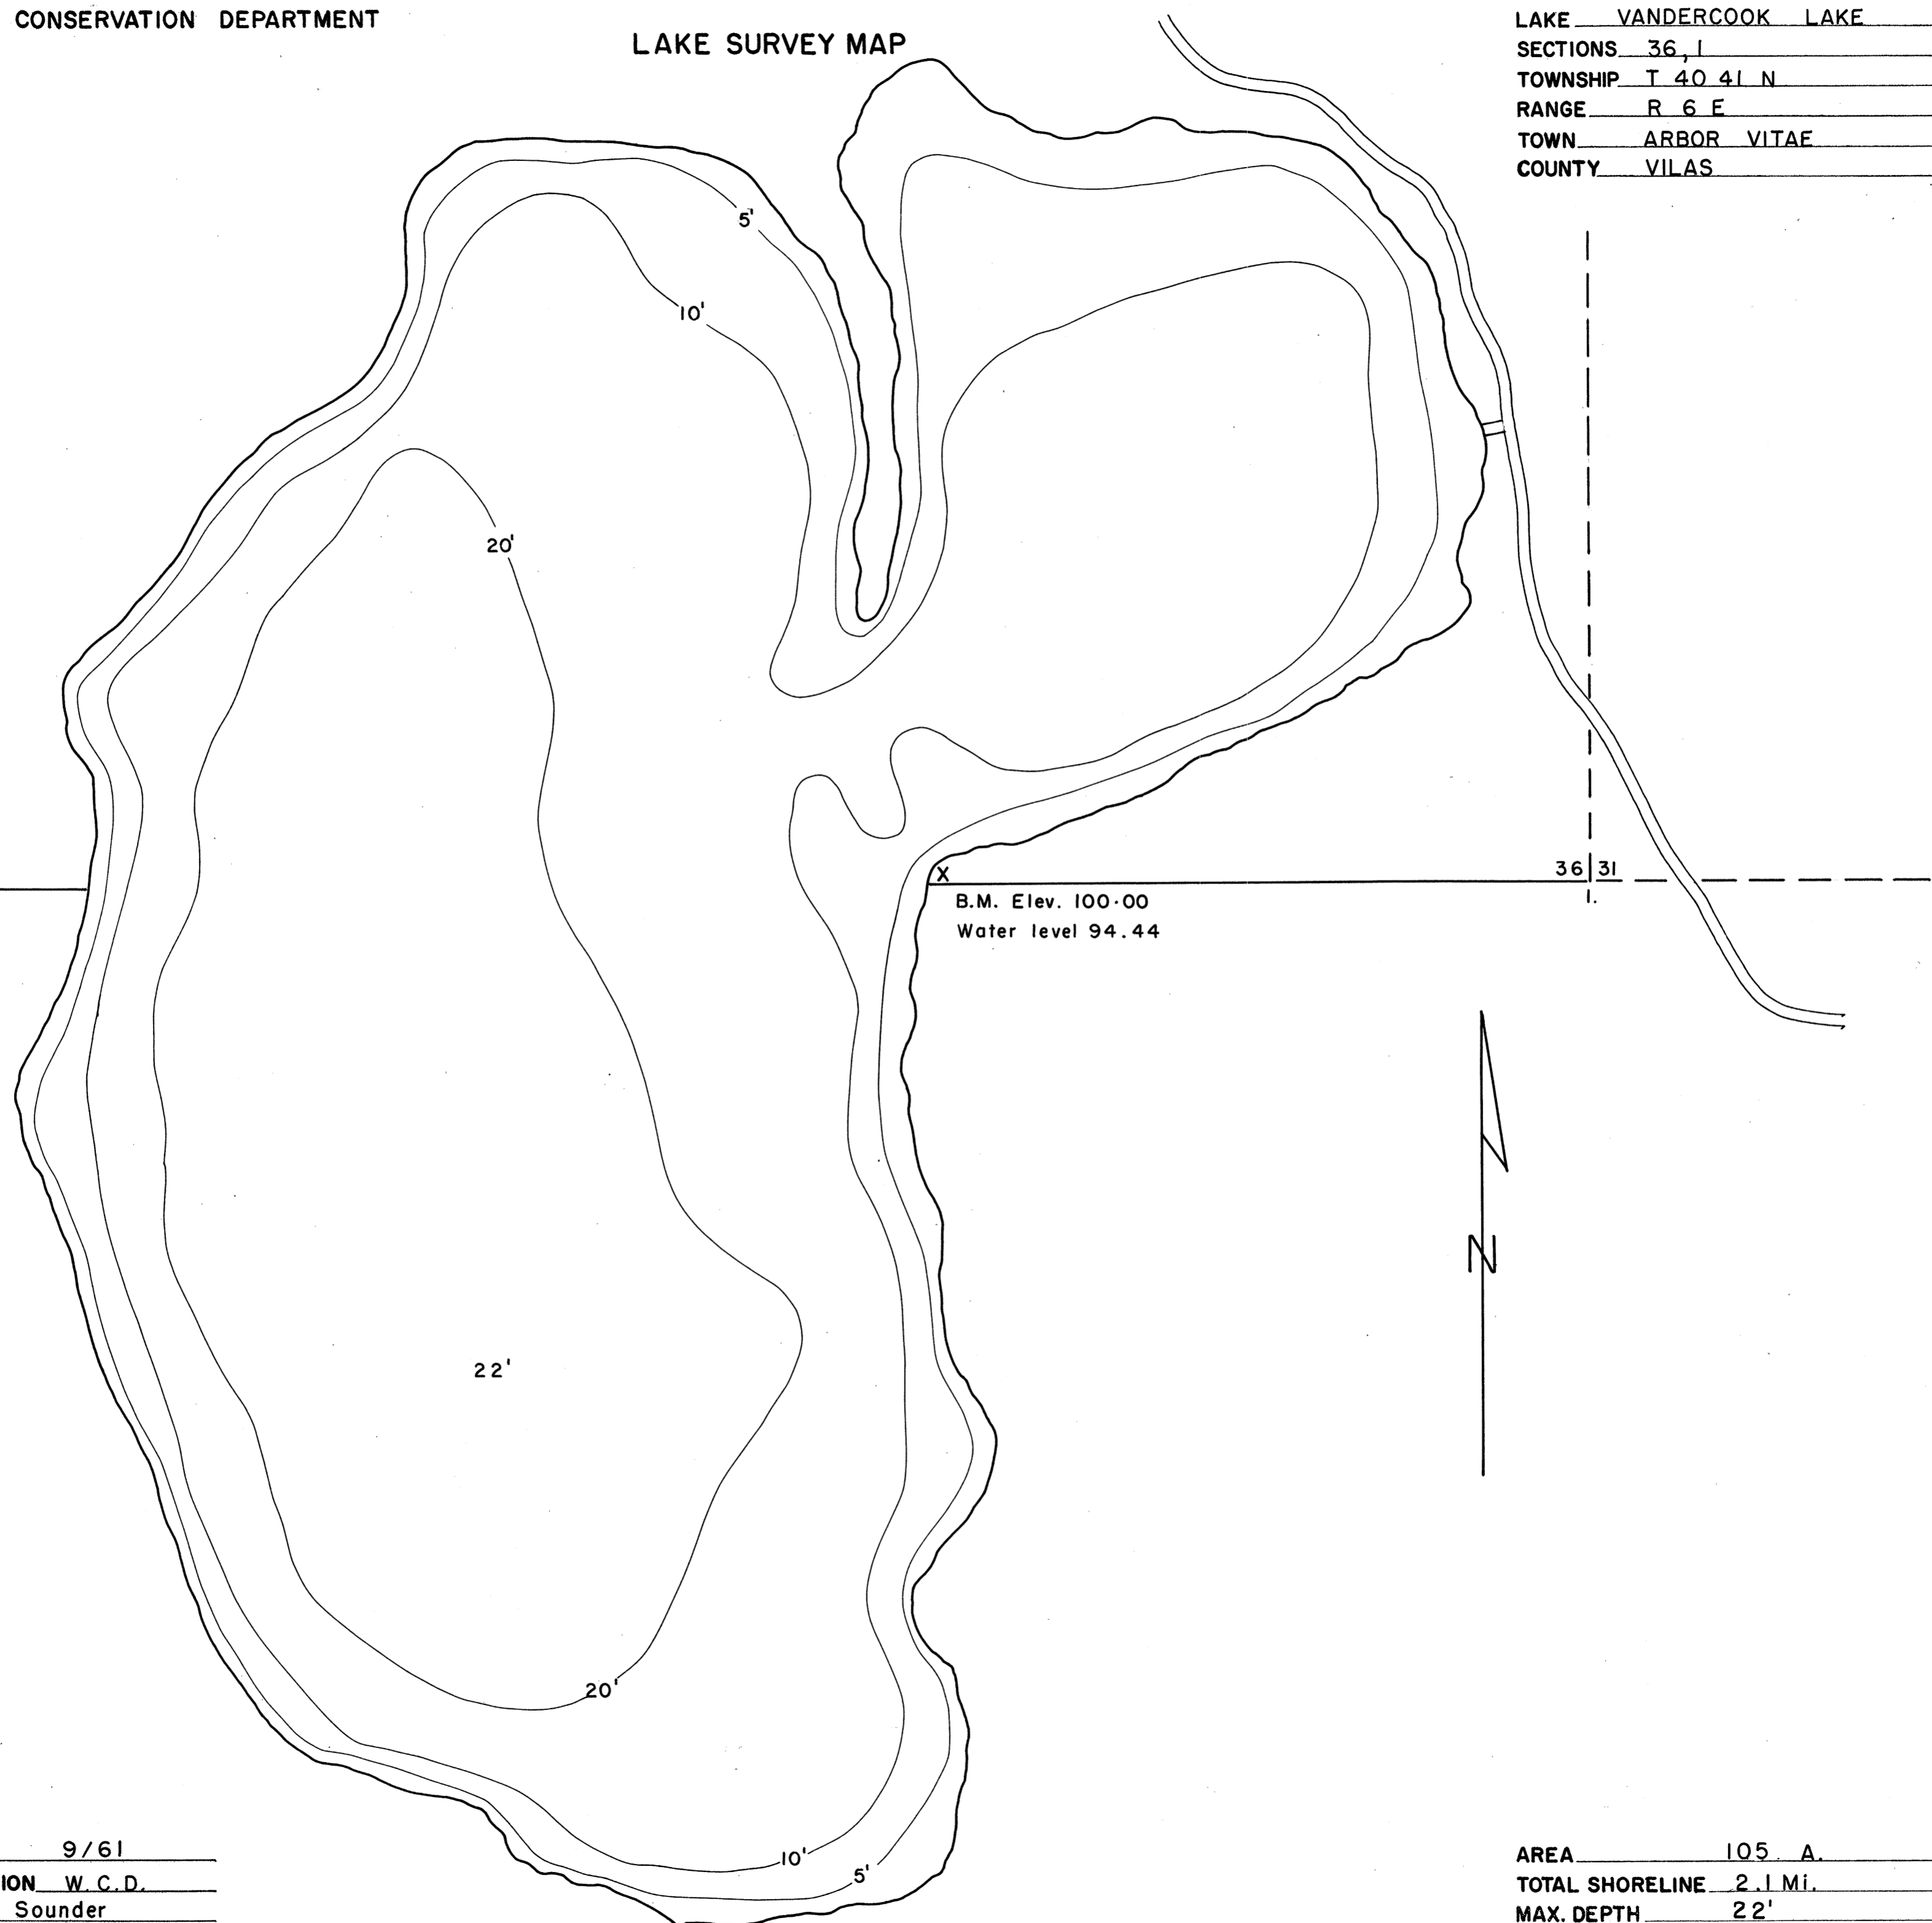 CONSERVATION DEPARTMENT
LAKE SURVEY MAP
LAKE VANDERCOOK LAKE
SECTIONS 36, 1
TOWNSHIP T 40 41 N
RANGE R 6 E
TOWN ARBOR VITAE
COUNTY VILAS
5'
10'
20'
36 31
X
1.
B.M. Elev. 100.00
Water level 94.44
N
22'
20'
10'
5'
9/61
ION W.C.D.
Sounder
AREA 105 A.
TOTAL SHORELINE 2.1 Mi.
MAX. DEPTH 22'